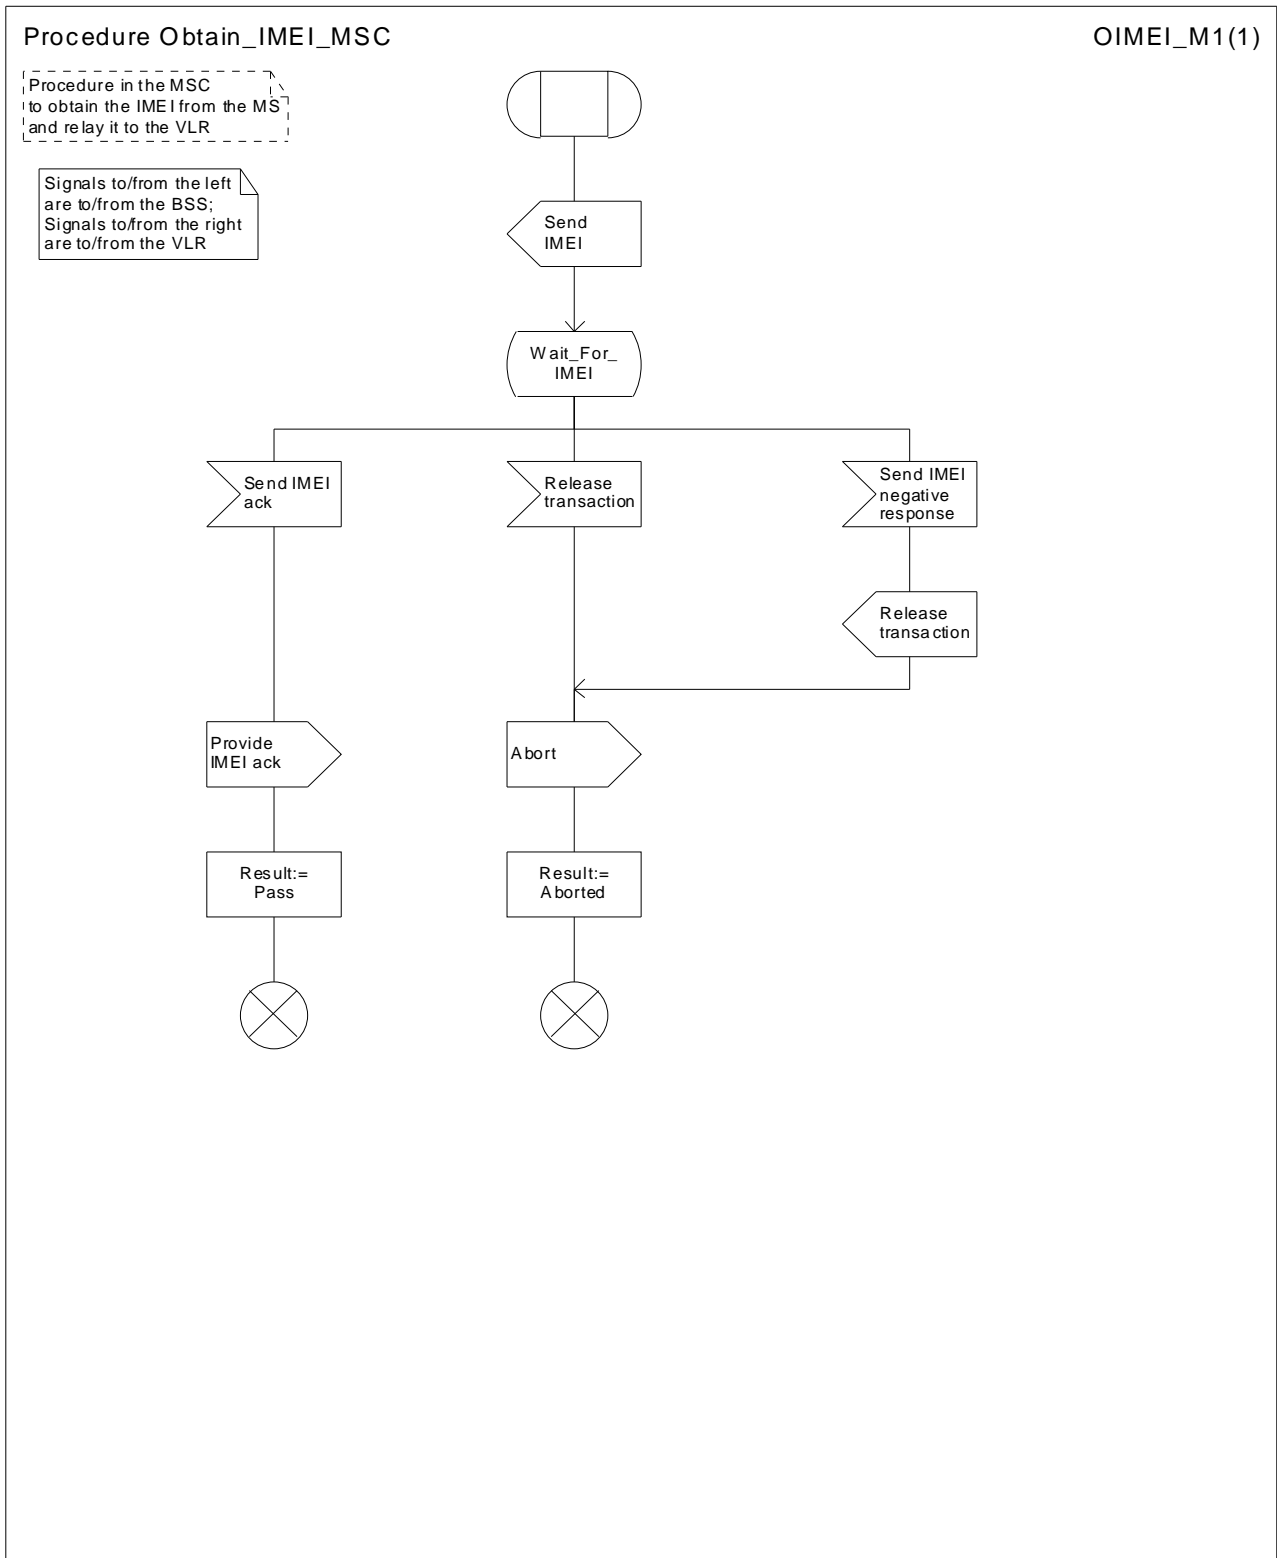 Procedure Obtain_IMEI_MSC
OIMEI_M1(1)
Procedure in the MSC
to obtain the IMEI from the MS
and relay it to the VLR
Signals to/from the left
are to/from the BSS;
Signals to/from the right
are to/from the VLR
Send
IMEI
Wait_For_
IMEI
Send IMEI
ack
Release
transaction
Send IMEI
negative
response
Release
transaction
Provide
IMEI ack
Abort
Result:=
Pass
Result:=
Aborted